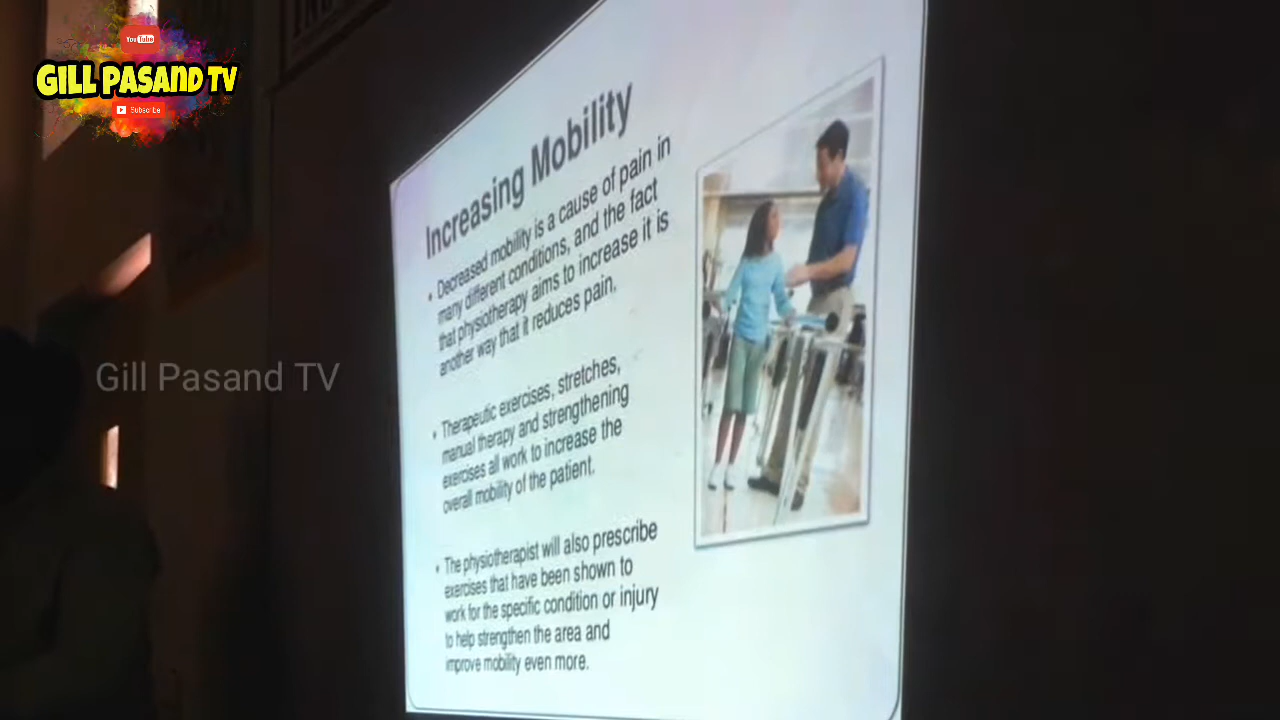 YouTube
GILL PASAND TV
Subscribe
Gill Pasand TV
Increasing Mobility
• Decreased mobility is a cause of pain in
many different conditions, and the fact
that physiotherapy aims to increase it is
another way that it reduces pain.
• Therapeutic exercises, stretches,
manual therapy and strengthening
exercises all work to increase the
overall mobility of the patient.
• The physiotherapist will also prescribe
exercises that have been shown to
work for the specific condition or injury
to help strengthen the area and
improve mobility even more.